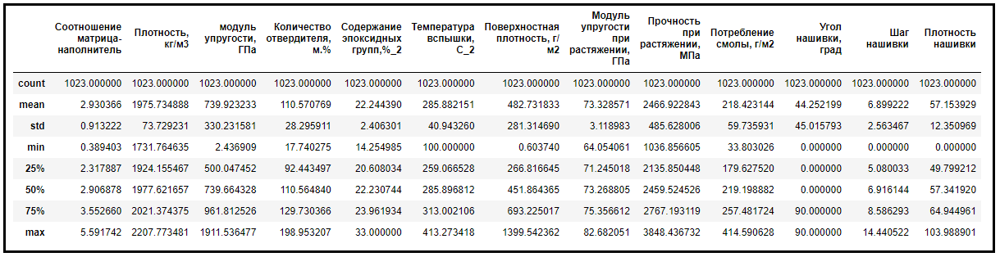 Соотношение матрица-наполнитель Плотность, кг/м3 модуль упругости, ГПа Количество отвердителя, м.% Содержание эпоксидных групп,%_2 Температура вспышки, С_2 Поверхностная плотность, г/м2 Модуль упругости при растяжении, ГПа Прочность при растяжении, МПа Потребление смолы, г/м2 Угол нашивки, град Шаг нашивки Плотность нашивки
count 1023.000000 1023.000000 1023.000000 1023.000000 1023.000000 1023.000000 1023.000000 1023.000000 1023.000000 1023.000000 1023.000000 1023.000000 1023.000000
mean 2.930366 1975.734888 739.923233 110.570769 22.244390 285.882151 482.731833 73.328571 2466.922843 218.423144 44.252199 6.899222 57.153929
std 0.913222 73.729231 330.231581 28.295911 2.406301 40.943260 281.314690 3.118983 485.628006 59.735931 45.015793 2.563467 12.350969
min 0.389403 1731.764635 2.436909 17.740275 14.254985 100.000000 0.603740 64.054061 1036.856605 33.803026 0.000000 0.000000 0.000000
25% 2.317887 1924.155467 500.047452 92.443497 20.608034 259.066528 266.816645 71.245018 2135.850448 179.627520 0.000000 5.080033 49.799212
50% 2.906878 1977.621657 739.664328 110.564840 22.230744 285.896812 451.864365 73.268805 2459.524526 219.198882 0.000000 6.916144 57.341920
75% 3.552660 2021.374375 961.812526 129.730366 23.961934 313.002106 693.225017 75.356612 2767.193119 257.481724 90.000000 8.586293 64.944961
max 5.591742 2207.773481 1911.536477 198.953207 33.000000 413.273418 1399.542362 82.682051 3848.436732 414.590628 90.000000 14.440522 103.988901